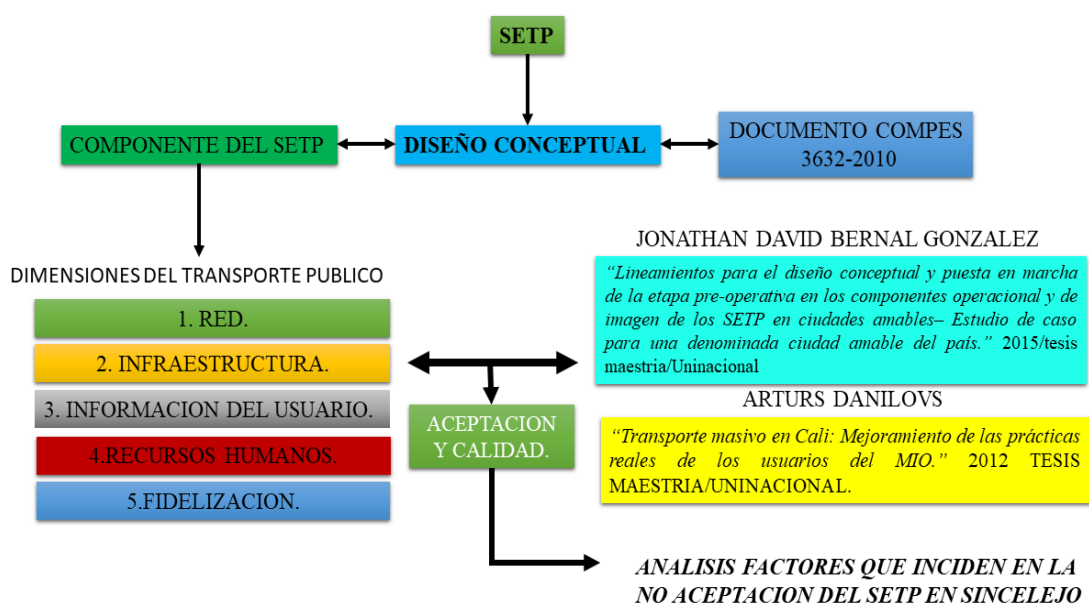 SETP
COMPONENTE DEL SETP
DISEÑO CONCEPTUAL
DOCUMENTO COMPES
3632-2010
DIMENSIONES DEL TRANSPORTE PUBLICO
1. RED.
2. INFRAESTRUCTURA.
3. INFORMACION DEL USUARIO.
4.RECURSOS HUMANOS.
5.FIDELIZACION.
ACEPTACION
Y CALIDAD.
JONATHAN DAVID BERNAL GONZALEZ
“Lineamientos para el diseño conceptual y puesta en marcha
de la etapa pre-operativa en los componentes operacional y de
imagen de los SETP en ciudades amables– Estudio de caso
para una denominada ciudad amable del país.” 2015/tesis
maestria/Uninacional
ARTURS DANILOVS
“Transporte masivo en Cali: Mejoramiento de las prácticas
reales de los usuarios del MIO.” 2012 TESIS
MAESTRIA/UNINACIONAL.
ANALISIS FACTORES QUE INCIDEN EN LA
NO ACEPTACION DEL SETP EN SINCELEJO